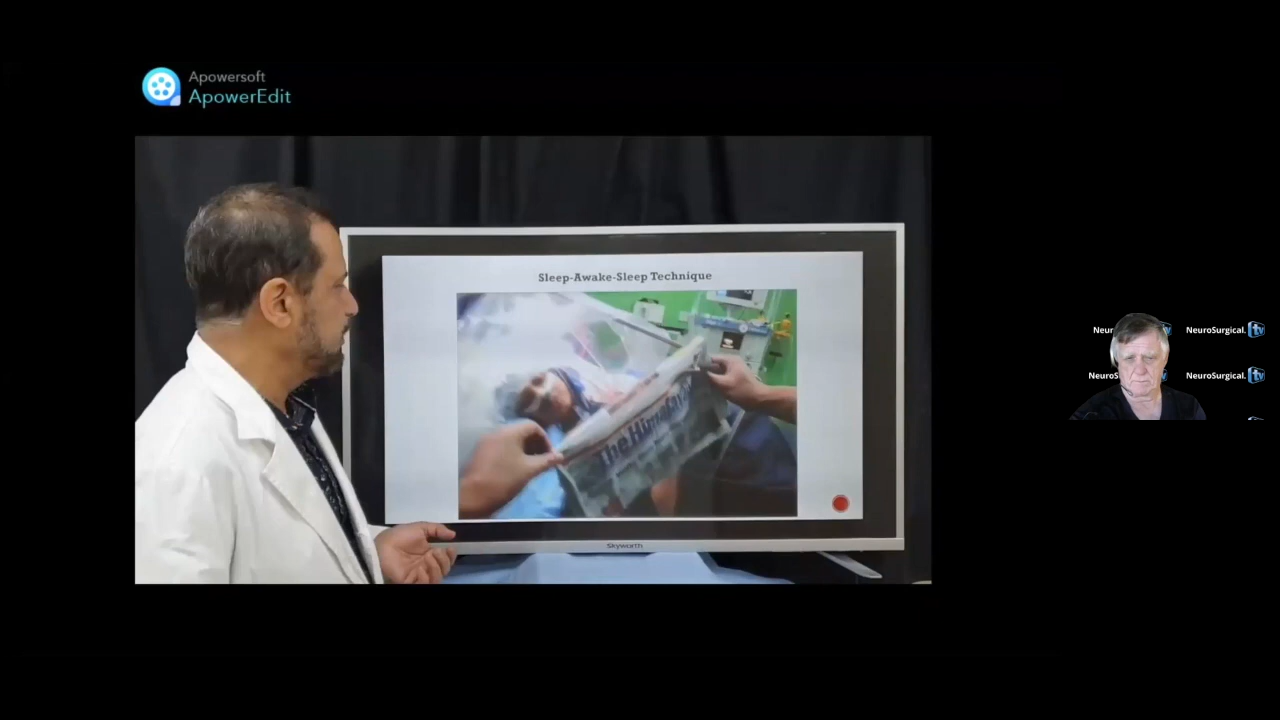 Apowersoft
ApowerEdit
Sleep-Awake-Sleep Technique
The Himalayan
Skyworth
NeuroSurgical.tv
NeuroSurgical.tv